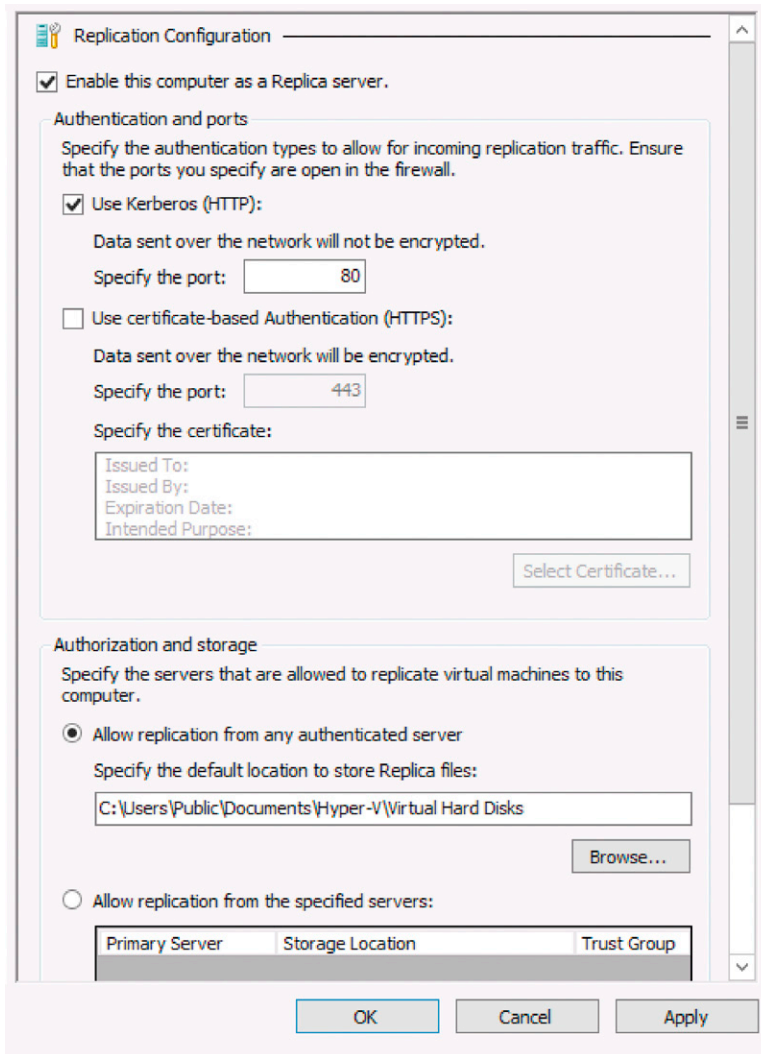 Replication Configuration
Enable this computer as a Replica server.
Authentication and ports
Specify the authentication types to allow for incoming replication traffic. Ensure
that the ports you specify are open in the firewall.
Use Kerberos (HTTP):
Data sent over the network will not be encrypted.
Specify the port: 80
Use certificate-based Authentication (HTTPS):
Data sent over the network will be encrypted.
Specify the port: 443
Specify the certificate:
Issued To:
Issued By:
Expiration Date:
Intended Purpose:
Select Certificate...
Authorization and storage
Specify the servers that are allowed to replicate virtual machines to this
computer.
Allow replication from any authenticated server
Specify the default location to store Replica files:
C:\Users\Public\Documents\Hyper-V\Virtual Hard Disks
Browse...
Allow replication from the specified servers:
Primary Server Storage Location Trust Group
OK Cancel Apply